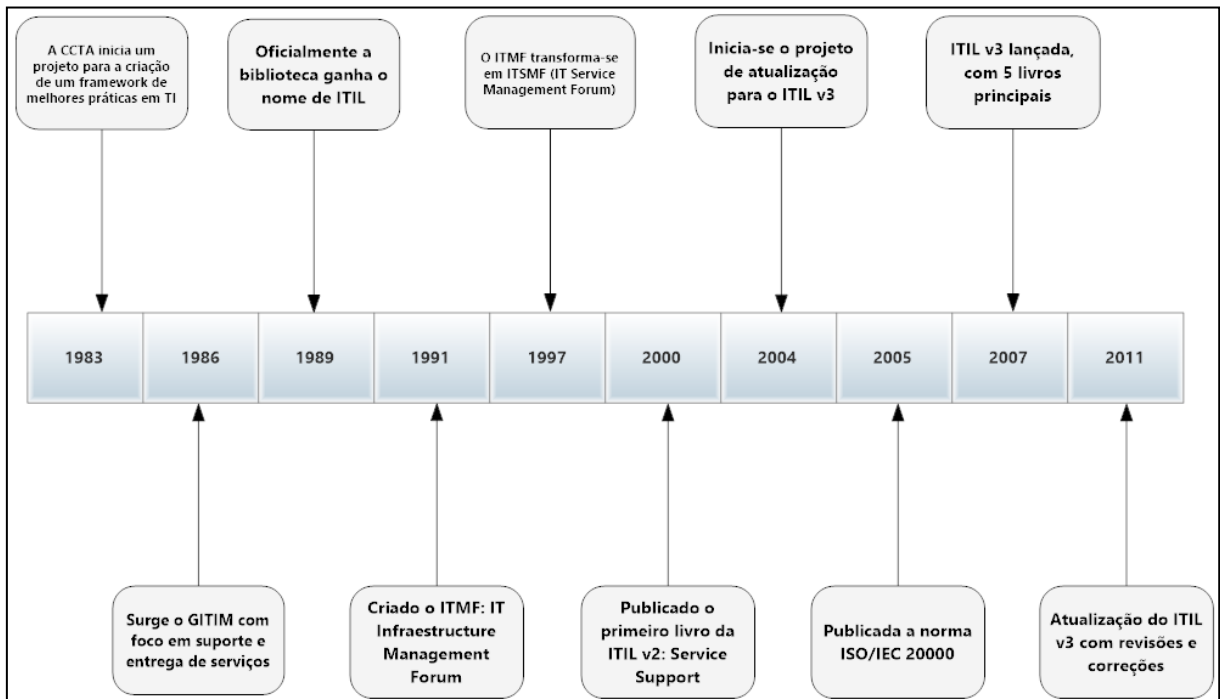 A CCTA inicia um
projeto para a criação
de um framework de
melhores práticas em TI
Oficialmente a
biblioteca ganha o
nome de ITIL
O ITMF transforma-se
em ITSMF (IT Service
Management Forum)
Inicia-se o projeto
de atualização
para o ITIL v3
ITIL v3 lançada,
com 5 livros
principais
1983
1986
1989
1991
1997
2000
2004
2005
2007
2011
Surge o GITIM com
foco em suporte e
entrega de serviços
Criado o ITMF: IT
Infraestructure
Management
Forum
Publicado o
primeiro livro da
ITIL v2: Service
Support
Publicada a norma
ISO/IEC 20000
Atualização do ITIL
v3 com revisões e
correções